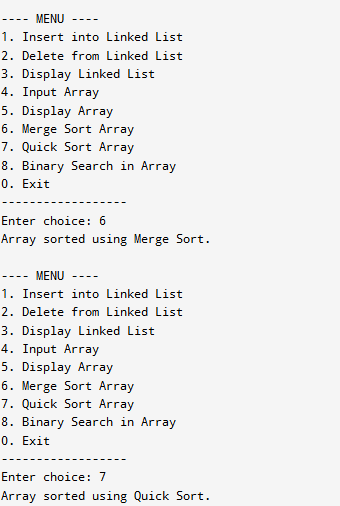 ---- MENU ----
1. Insert into Linked List
2. Delete from Linked List
3. Display Linked List
4. Input Array
5. Display Array
6. Merge Sort Array
7. Quick Sort Array
8. Binary Search in Array
0. Exit
------------------
Enter choice: 6
Array sorted using Merge Sort.

---- MENU ----
1. Insert into Linked List
2. Delete from Linked List
3. Display Linked List
4. Input Array
5. Display Array
6. Merge Sort Array
7. Quick Sort Array
8. Binary Search in Array
0. Exit
------------------
Enter choice: 7
Array sorted using Quick Sort.